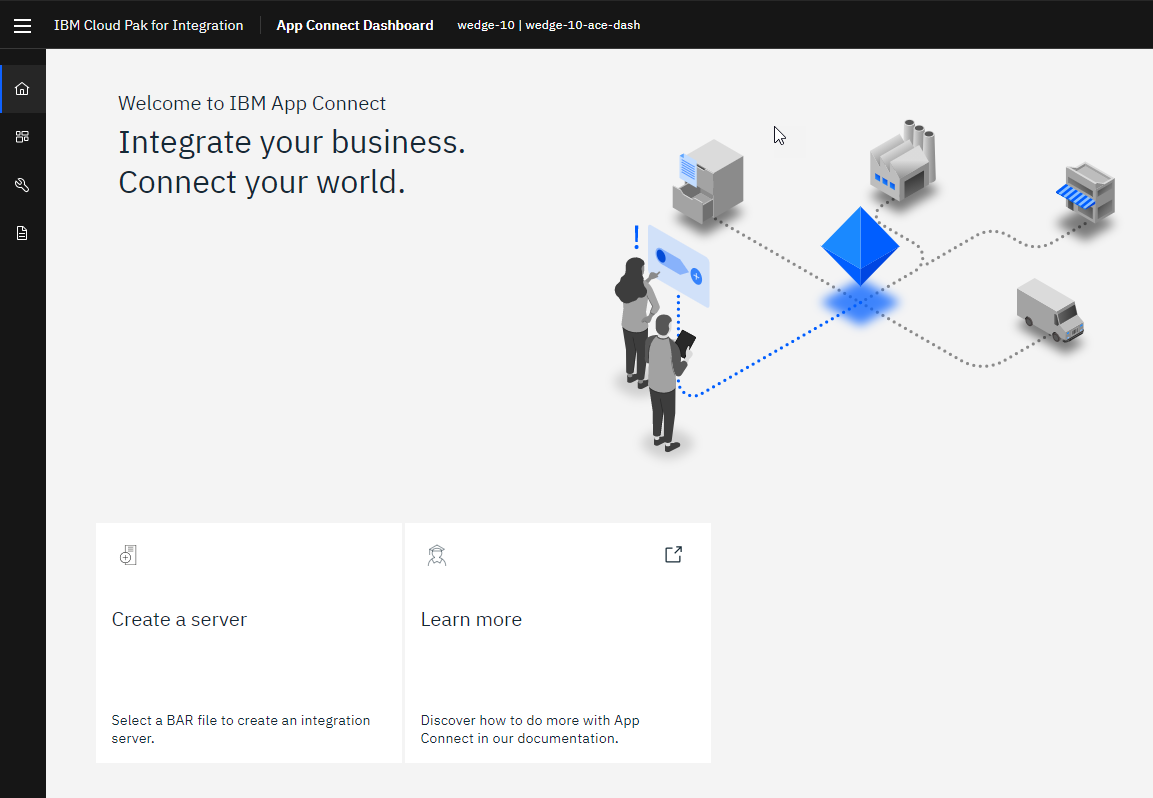 IBM Cloud Pak for Integration
App Connect Dashboard
wedge-10 | wedge-10-ace-dash
Welcome to IBM App Connect
Integrate your business.
Connect your world.
Create a server
Select a BAR file to create an integration
server.
Learn more
Discover how to do more with App
Connect in our documentation.